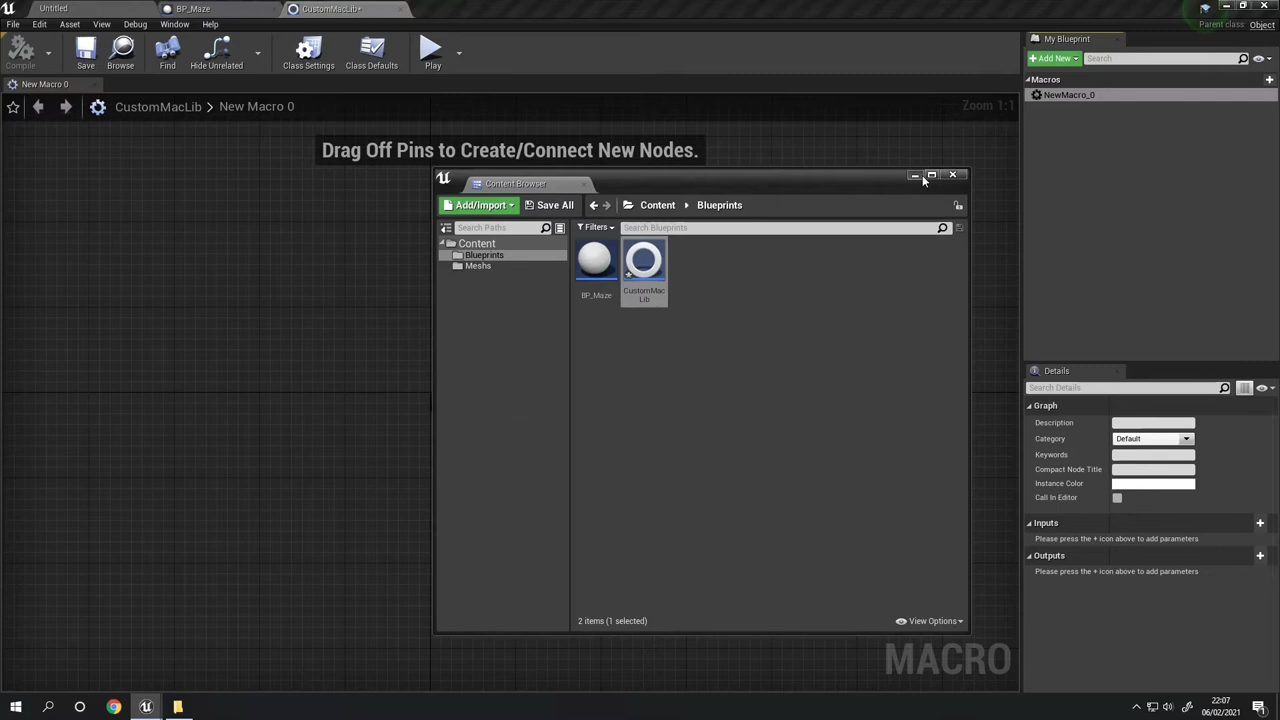 Untitled
BP_Maze
CustomMacLib*
File Edit Asset View Debug Window Help
Parent class: Object
Compile
Save
Browse
Find
Hide Unrelated
Class Settings
Class Defaults
Play
My Blueprint
Add New
Search
Macros
NewMacro_0
New Macro 0
CustomMacLib > New Macro 0
Zoom 1:1
Drag Off Pins to Create/Connect New Nodes.
Content Browser
Add/Import
Save All
Content
Blueprints
Search Paths
Filters
Search Blueprints
Content
Blueprints
Meshs
BP_Maze
CustomMac
Lib
2 items (1 selected)
View Options
MACRO
Details
Search Details
Graph
Description
Category
Default
Keywords
Compact Node Title
Instance Color
Call In Editor
Inputs
Please press the + icon above to add parameters
Outputs
Please press the + icon above to add parameters
22:07
06/02/2021